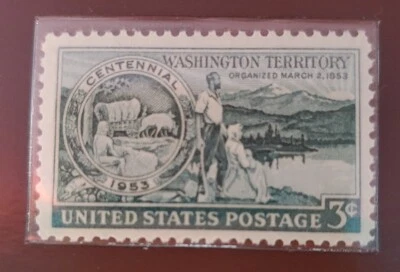 WASHINGTON TERRITORY
ORGANIZED MARCH 2, 1853
CENTENNIAL
1953
UNITED STATES POSTAGE 3¢